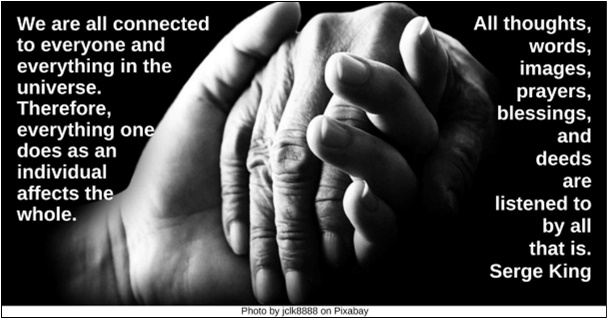 We are all connected
to everyone and
everything in the
universe.
Therefore,
everything one
does as an
individual
affects the
whole.
All thoughts,
words,
images,
prayers,
blessings,
and
deeds
are
listened to
by all
that is.
Serge King
Photo by jclk8888 on Pixabay